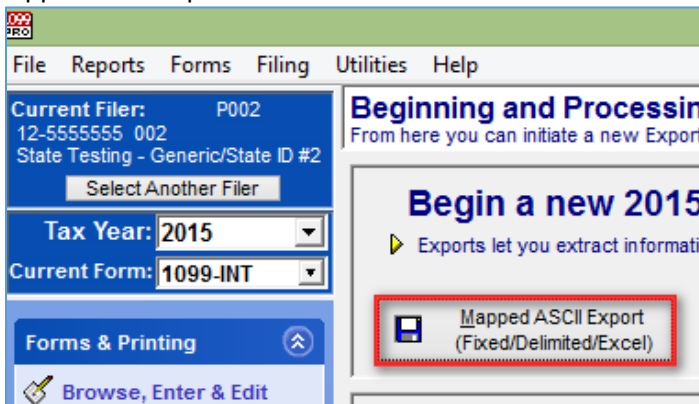 1099
PRO
File Reports Forms Filing Utilities Help
Current Filer: P002
12-5555555 002
State Testing - Generic/State ID #2
Select Another Filer
Tax Year: 2015
Current Form: 1099-INT
Forms & Printing
Browse, Enter & Edit
Beginning and Processin
From here you can initiate a new Export
Begin a new 2015
Exports let you extract informati
Mapped ASCII Export
(Fixed/Delimited/Excel)